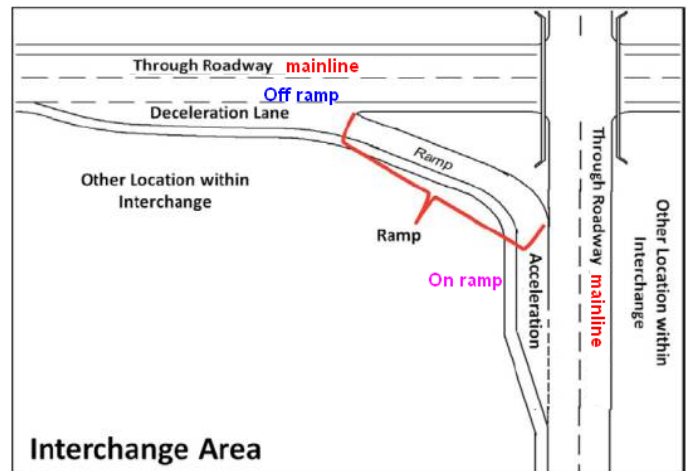 Through Roadway mainline
Off ramp
Deceleration Lane
Ramp
Other Location within
Interchange
Ramp
On ramp
Acceleration
Through Roadway mainline
Other Location within
Interchange
Interchange Area